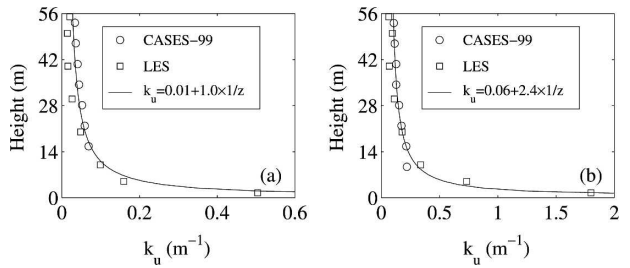 56
42
28
14
0
Height (m)
CASES−99
LES
k_u=0.01+1.0×1/z
(a)
0 0.2 0.4 0.6
k_u (m⁻¹)
56
42
28
14
0
Height (m)
CASES−99
LES
k_u=0.06+2.4×1/z
(b)
0 0.5 1 1.5 2
k_u (m⁻¹)